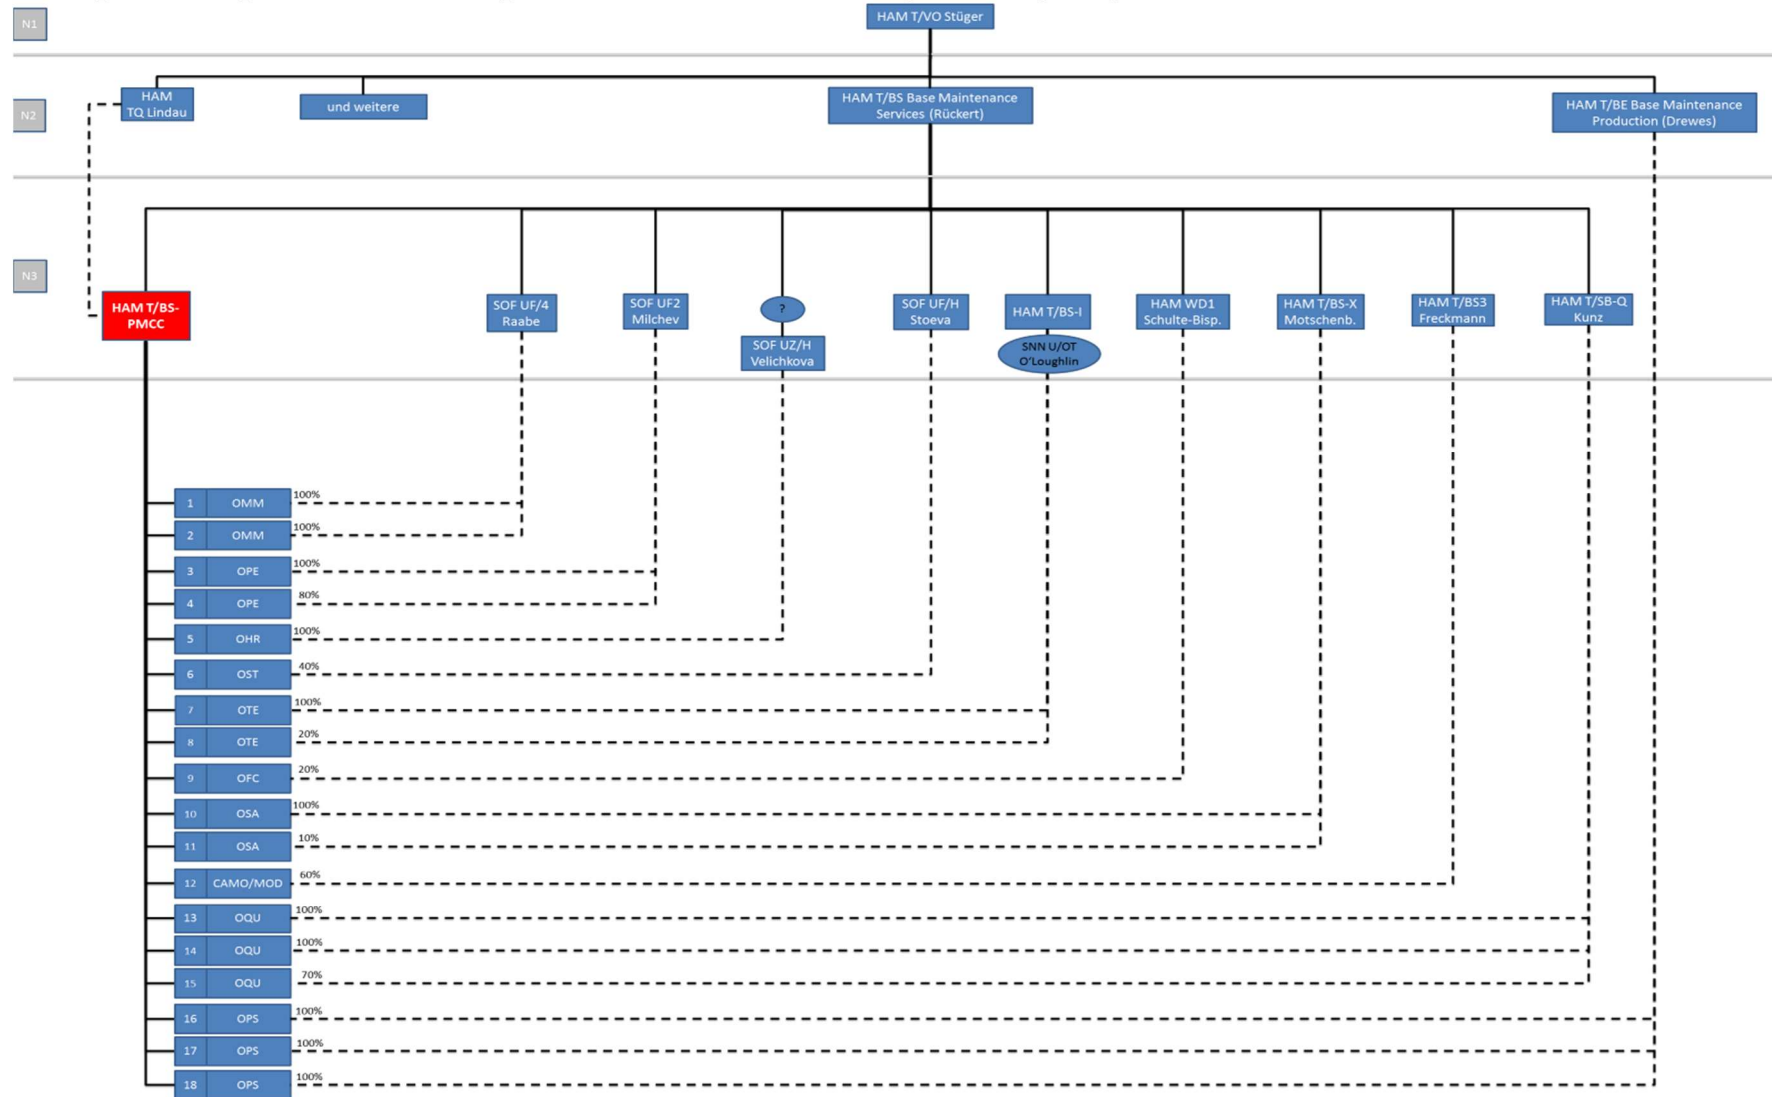 N1
HAM T/VO Stüger
N2
HAM
TQ Lindau
und weitere
HAM T/BS Base Maintenance
Services (Rückert)
HAM T/BE Base Maintenance
Production (Drewes)
N3
HAM T/BS-
PMCC
SOF UF/4
Raabe
SOF UF2
Milchev
?
SOF UZ/H
Velichkova
SOF UF/H
Stoeva
HAM T/BS-I
SNN U/OT
O'Loughlin
HAM WD1
Schulte-Bisp.
HAM T/BS-X
Motschenb.
HAM T/BS3
Freckmann
HAM T/SB-Q
Kunz
1 OMM 100%
2 OMM 100%
3 OPE 100%
4 OPE 80%
5 OHR 100%
6 OST 40%
7 OTE 100%
8 OTE 20%
9 OFC 20%
10 OSA 100%
11 OSA 10%
12 CAMO/MOD 60%
13 OQU 100%
14 OQU 100%
15 OQU 70%
16 OPS 100%
17 OPS 100%
18 OPS 100%